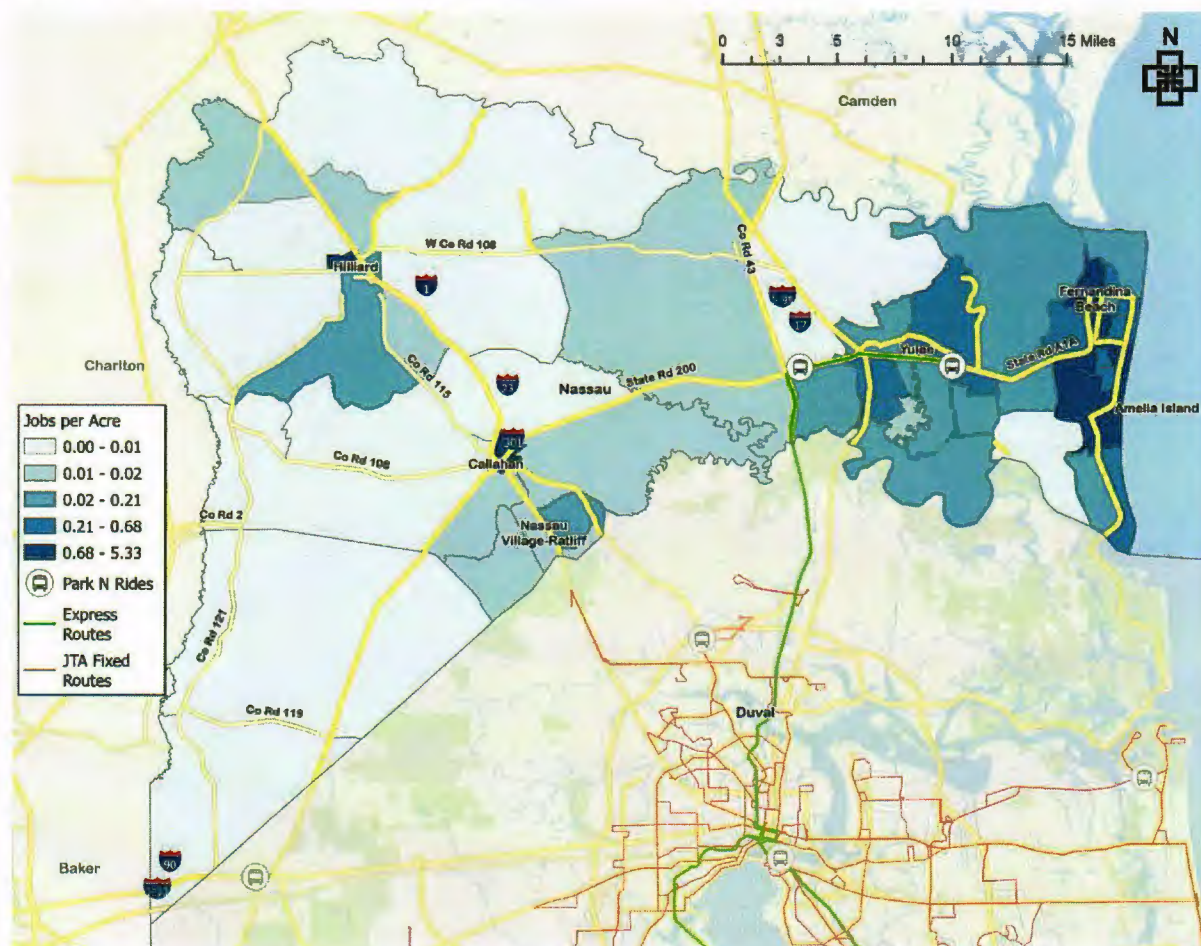 0 3 5 10 15 Miles
N
Camden
Co Rd 43
W Co Rd 108
Hilliard
1
17
Fernandina
Beach
Yulee
State Rd A1A
Charlton
Co Rd 115
23
Nassau
State Rd 200
Amelia Island
Jobs per Acre
0.00 - 0.01
0.01 - 0.02
0.02 - 0.21
0.21 - 0.68
0.68 - 5.33
Park N Rides
Express
Routes
JTA Fixed
Routes
301
Callahan
Co Rd 108
Co Rd 2
Nassau
Village-Ratliff
Co Rd 121
Co Rd 119
Duval
Baker
90